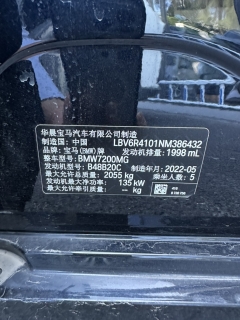 华晨宝马汽车有限公司制造
制造国：中国 LBV6R4101NM386432
品牌：宝马(BMW)牌 发动机排量：1998 mL
整车型号：BMW7200MG
发动机型号：B48B20C 制造年月：2022-05
最大允许总质量：2055 kg 乘坐人数：5
发动机最大净功率：135 kW
最大允许牵引质量：-- kg